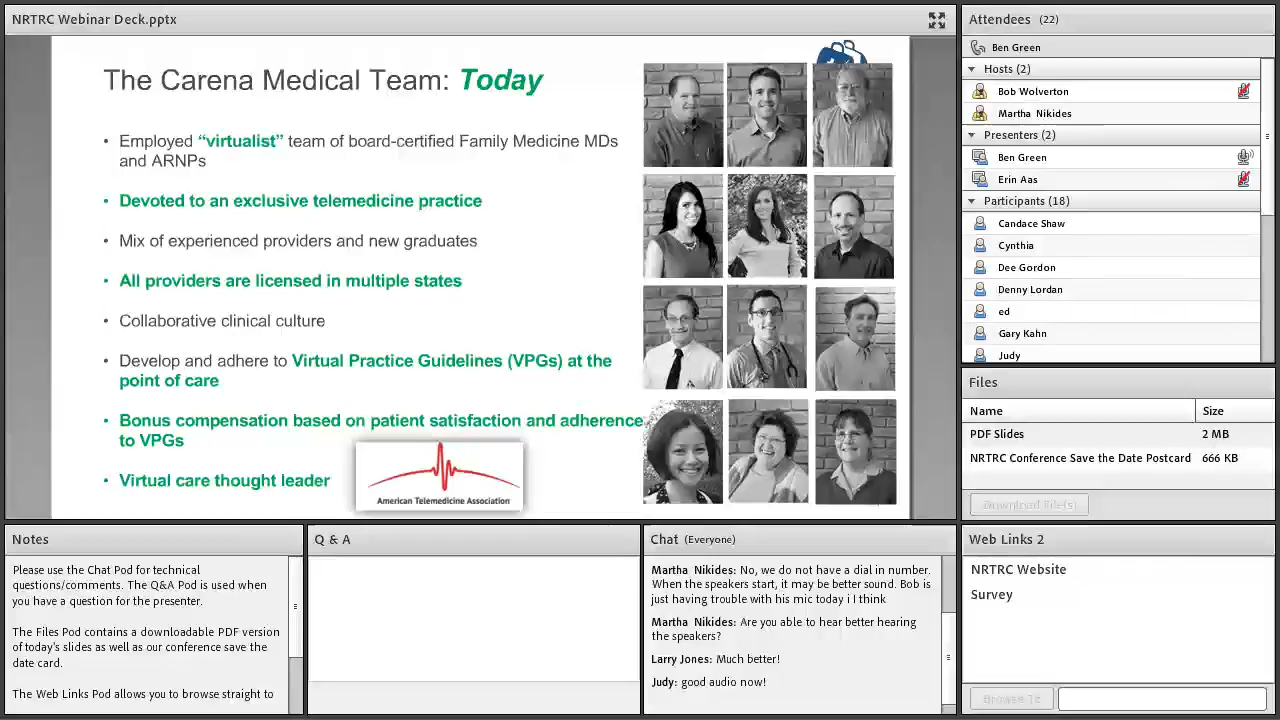 NRTRC Webinar Deck.pptx
The Carena Medical Team: Today
• Employed “virtualist” team of board-certified Family Medicine MDs
and ARNPs
• Devoted to an exclusive telemedicine practice
• Mix of experienced providers and new graduates
• All providers are licensed in multiple states
• Collaborative clinical culture
• Develop and adhere to Virtual Practice Guidelines (VPGs) at the
point of care
• Bonus compensation based on patient satisfaction and adherence
to VPGs
• Virtual care thought leader
American Telemedicine Association
Attendees (22)
Ben Green
Hosts (2)
Bob Wolverton
Martha Nikides
Presenters (2)
Ben Green
Erin Aas
Participants (18)
Candace Shaw
Cynthia
Dee Gordon
Denny Lordan
ed
Gary Kahn
Judy
Files
Name Size
PDF Slides 2 MB
NRTRC Conference Save the Date Postcard 666 KB
Download File(s)
Notes
Please use the Chat Pod for technical
questions/comments. The Q&A Pod is used when
you have a question for the presenter.
The Files Pod contains a downloadable PDF version
of today's slides as well as our conference save the
date card.
The Web Links Pod allows you to browse straight to
Q & A
Chat (Everyone)
Martha Nikides: No, we do not have a dial in number.
When the speakers start, it may be better sound. Bob is
just having trouble with his mic today i I think
Martha Nikides: Are you able to hear better hearing
the speakers?
Larry Jones: Much better!
Judy: good audio now!
Web Links 2
NRTRC Website
Survey
Browse To